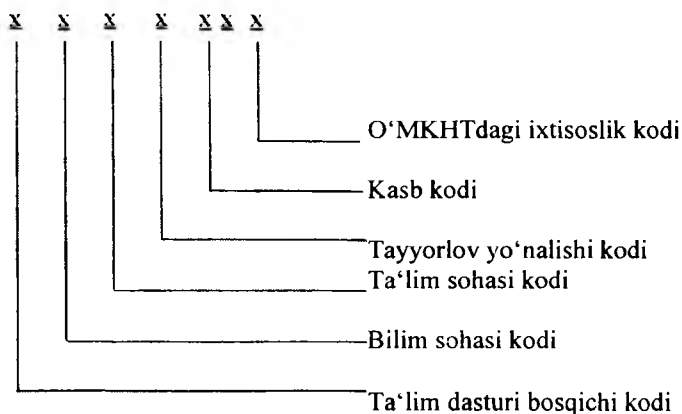 x x x x x x x
O‘MKHTdagi ixtisoslik kodi
Kasb kodi
Tayyorlov yo‘nalishi kodi
Ta‘lim sohasi kodi
Bilim sohasi kodi
Ta‘lim dasturi bosqichi kodi